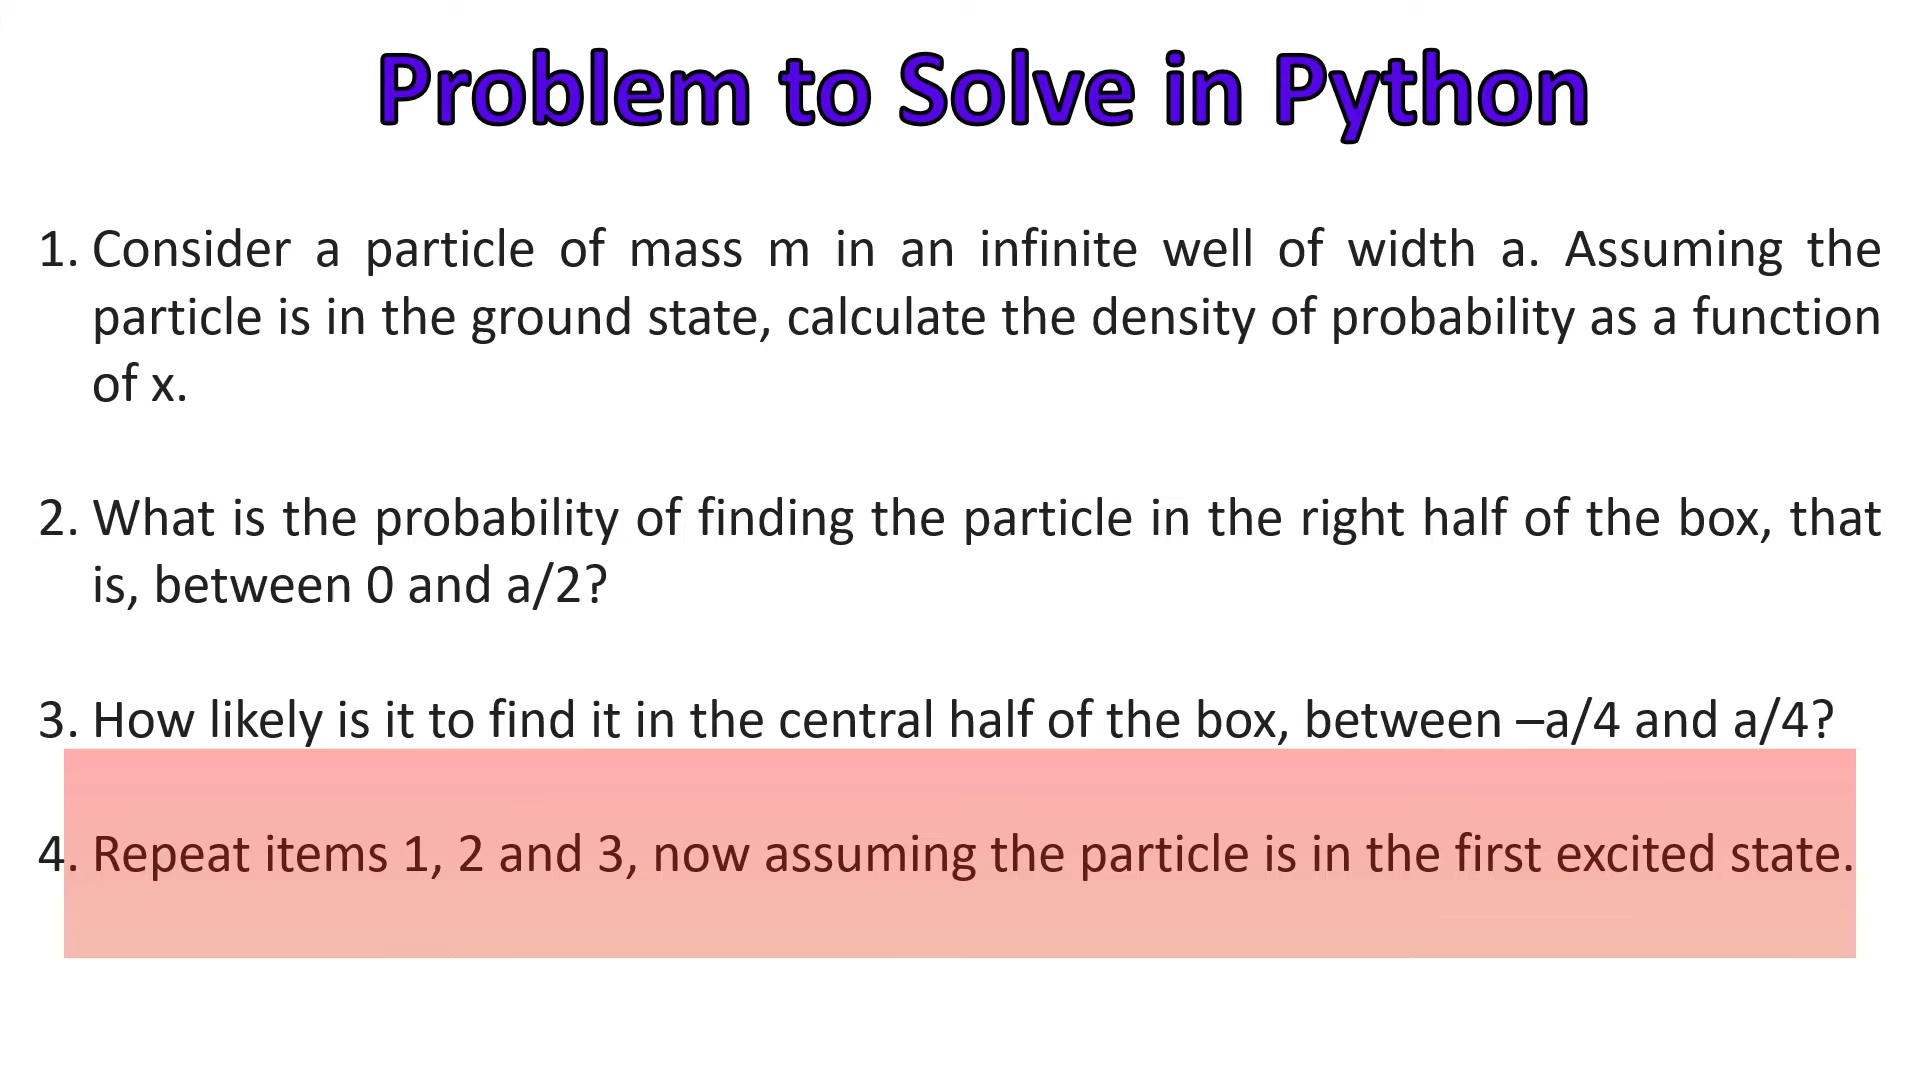 Problem to Solve in Python
1. Consider a particle of mass m in an infinite well of width a. Assuming the
particle is in the ground state, calculate the density of probability as a function
of x.
2. What is the probability of finding the particle in the right half of the box, that
is, between 0 and a/2?
3. How likely is it to find it in the central half of the box, between –a/4 and a/4?
4. Repeat items 1, 2 and 3, now assuming the particle is in the first excited state.